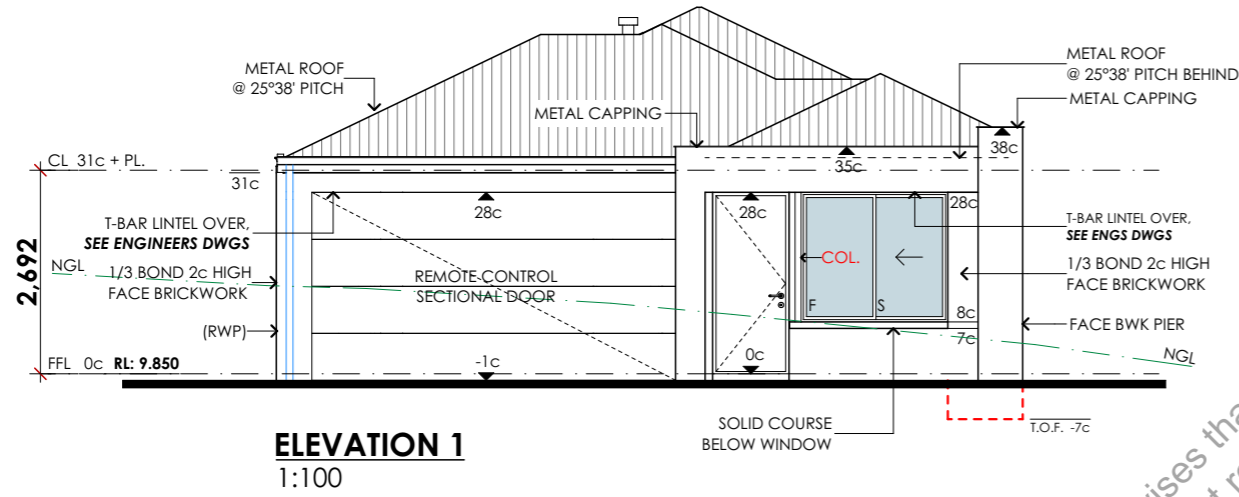 METAL ROOF
@ 25°38' PITCH
METAL CAPPING
METAL ROOF
@ 25°38' PITCH BEHIND
METAL CAPPING
38c
35c
CL 31c + PL.
31c
28c
28c
28c
T-BAR LINTEL OVER,
SEE ENGINEERS DWGS
T-BAR LINTEL OVER,
SEE ENGS DWGS
2,692
NGL
1/3 BOND 2c HIGH
FACE BRICKWORK
REMOTE CONTROL
SECTIONAL DOOR
COL.
1/3 BOND 2c HIGH
FACE BRICKWORK
F
S
8c
7c
(RWP)
FACE BWK PIER
NGL
FFL 0c RL: 9.850
-1c
0c
SOLID COURSE
BELOW WINDOW
T.O.F. -7c
ELEVATION 1
1:100